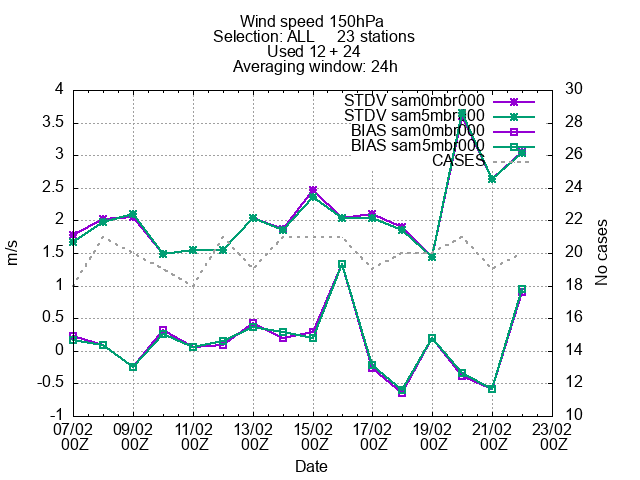 Wind speed 150hPa
Selection: ALL 23 stations
Used 12 + 24
Averaging window: 24h
STDV sam0mbr000
STDV sam5mbr000
BIAS sam0mbr000
BIAS sam5mbr000
CASES
4
3.5
3
2.5
2
1.5
1
0.5
0
-0.5
-1
m/s
30
28
26
24
22
20
18
16
14
12
10
No cases
07/02 09/02 11/02 13/02 15/02 17/02 19/02 21/02 23/02
00Z 00Z 00Z 00Z 00Z 00Z 00Z 00Z 00Z
Date